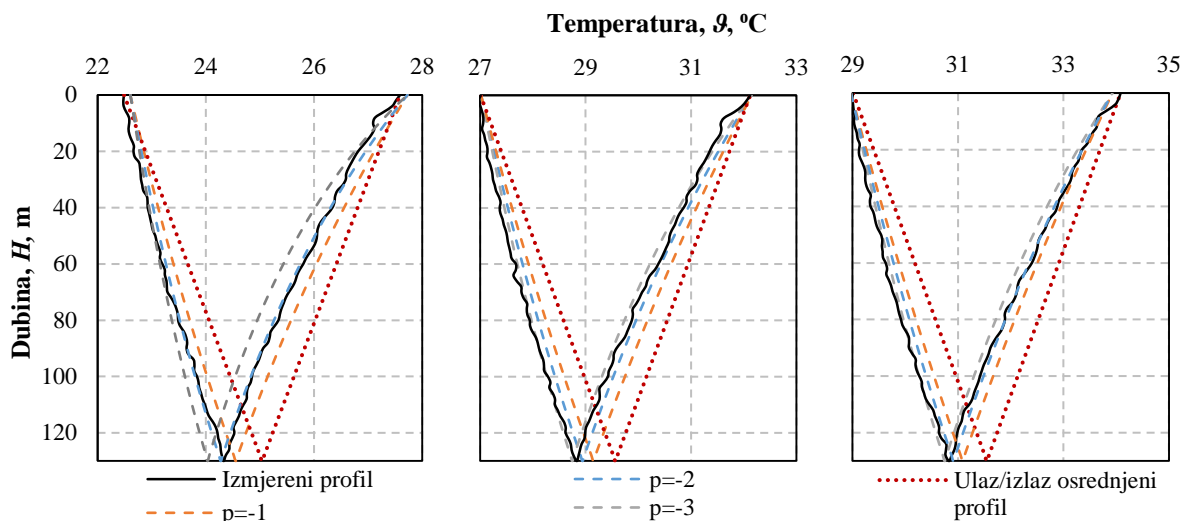 Temperatura, 𝜗, ⁰C
22 24 26 28 27 29 31 33 29 31 33 35
Dubina, H, m
0
20
40
60
80
100
120
Izmjereni profil
p=-1
p=-2
p=-3
Ulaz/izlaz osrednjeni
profil